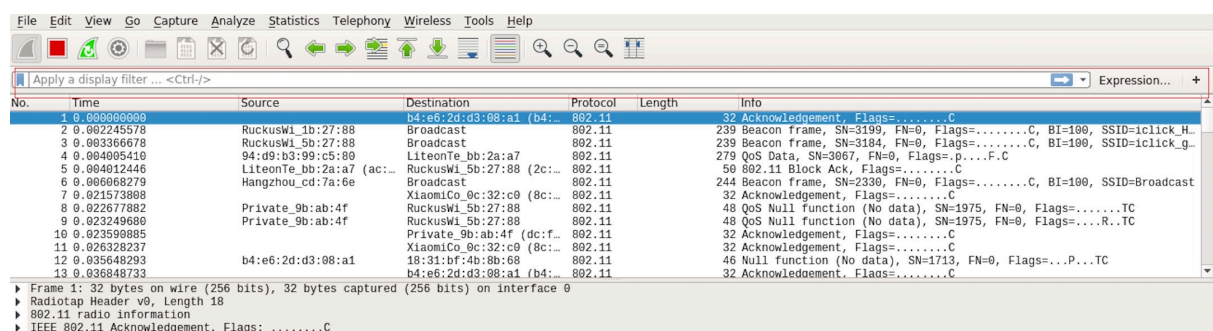 File Edit View Go Capture Analyze Statistics Telephony Wireless Tools Help
Apply a display filter ... <Ctrl-/> Expression... +
No. Time Source Destination Protocol Length Info
1 0.000000000 b4:e6:2d:d3:08:a1 (b4:… 802.11 32 Acknowledgement, Flags=........C
2 0.002245578 RuckusWi_1b:27:88 Broadcast 802.11 239 Beacon frame, SN=3199, FN=0, Flags=........C, BI=100, SSID=iclick_H…
3 0.003366678 RuckusWi_5b:27:88 Broadcast 802.11 239 Beacon frame, SN=3184, FN=0, Flags=........C, BI=100, SSID=iclick_g…
4 0.004005410 94:d9:b3:99:c5:80 LiteonTe_bb:2a:a7 802.11 279 QoS Data, SN=3067, FN=0, Flags=.p....F.C
5 0.004012446 LiteonTe_bb:2a:a7 (ac:… RuckusWi_5b:27:88 (2c:… 802.11 50 802.11 Block Ack, Flags=........C
6 0.006068279 Hangzhou_cd:7a:6e Broadcast 802.11 244 Beacon frame, SN=2330, FN=0, Flags=........C, BI=100, SSID=Broadcast
7 0.021573808 XiaomiCo_0c:32:c0 (8c:… 802.11 32 Acknowledgement, Flags=........C
8 0.022677882 Private_9b:ab:4f RuckusWi_5b:27:88 802.11 48 QoS Null function (No data), SN=1975, FN=0, Flags=.......TC
9 0.023249680 Private_9b:ab:4f RuckusWi_5b:27:88 802.11 48 QoS Null function (No data), SN=1975, FN=0, Flags=....R..TC
10 0.023590885 Private_9b:ab:4f (dc:f… 802.11 32 Acknowledgement, Flags=........C
11 0.026328237 XiaomiCo_0c:32:c0 (8c:… 802.11 32 Acknowledgement, Flags=........C
12 0.035648293 b4:e6:2d:d3:08:a1 18:31:bf:4b:8b:68 802.11 46 Null function (No data), SN=1713, FN=0, Flags=...P...TC
13 0.036848733 b4:e6:2d:d3:08:a1 (b4:… 802.11 32 Acknowledgement, Flags=........C
Frame 1: 32 bytes on wire (256 bits), 32 bytes captured (256 bits) on interface 0
Radiotap Header v0, Length 18
802.11 radio information
IEEE 802.11 Acknowledgement, Flags: ........C